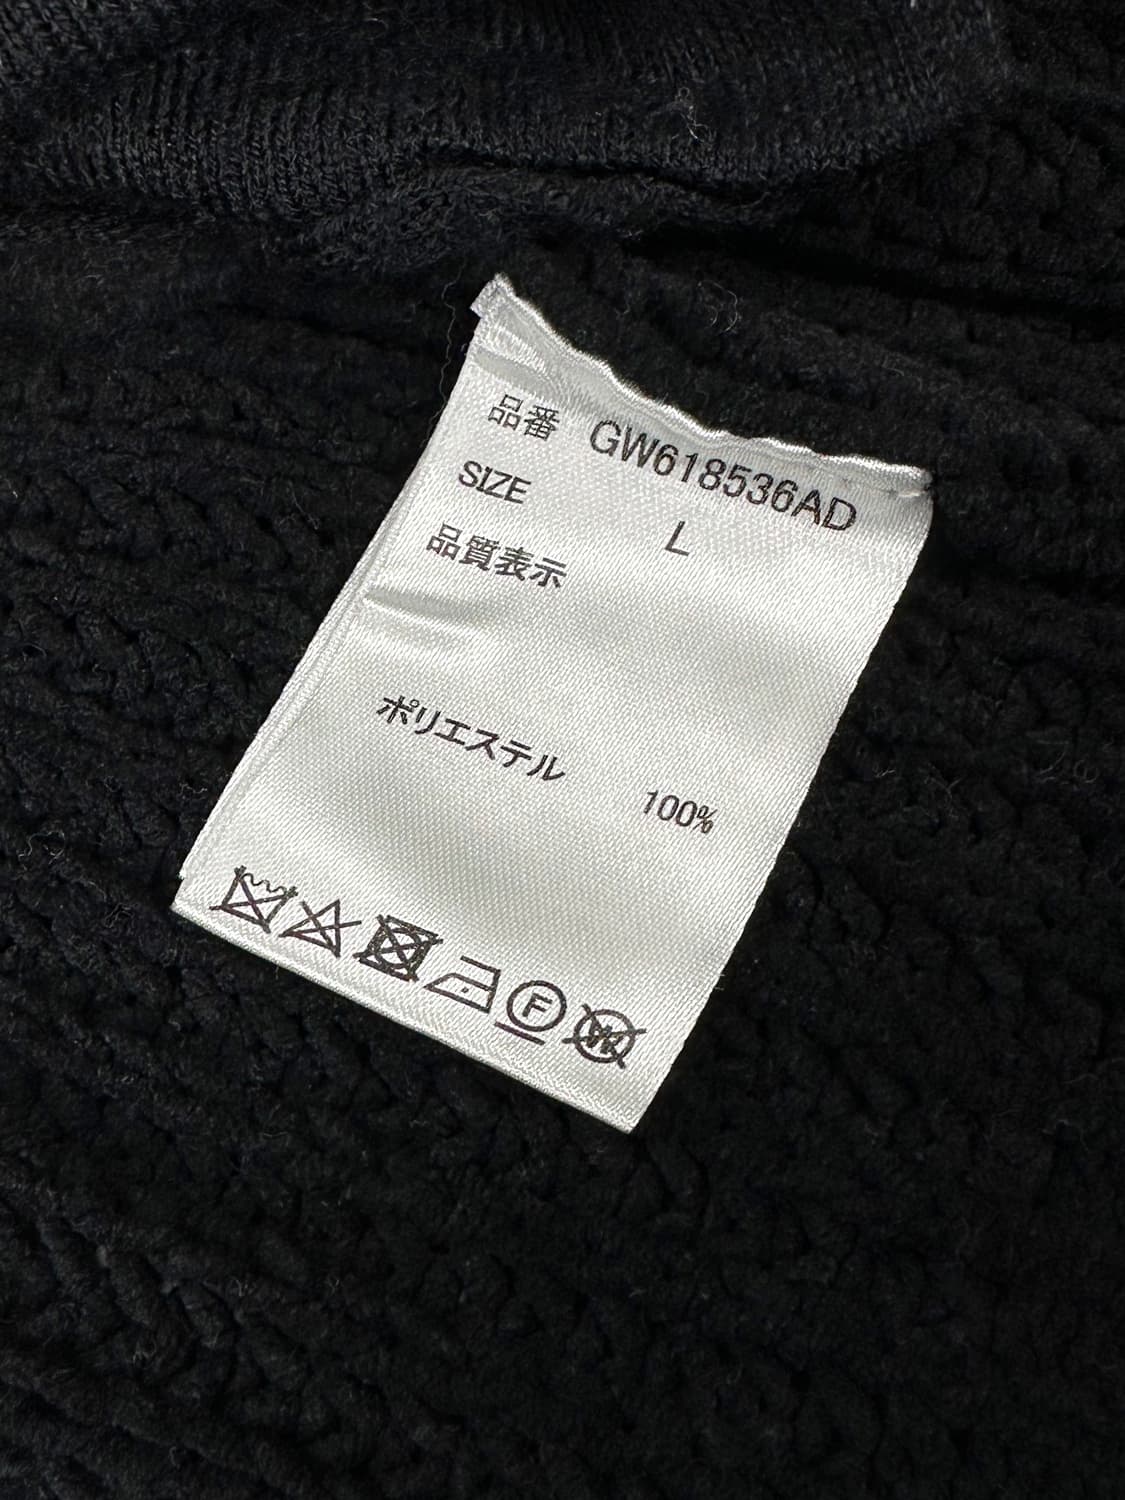 品番 GW618536AD
SIZE L
品質表示
ポリエステル 100%
F
W